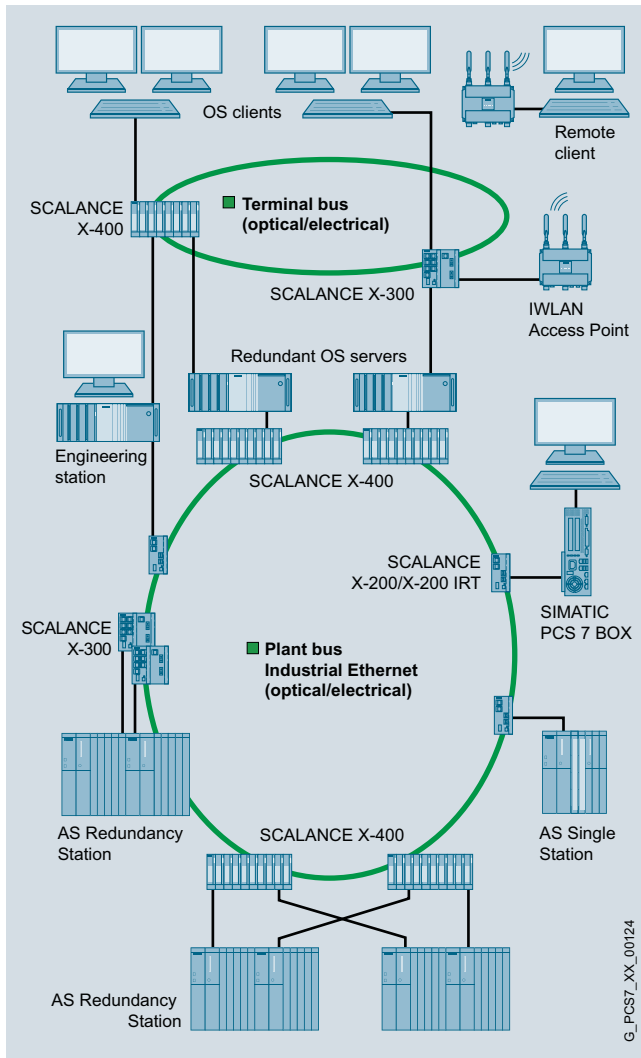 OS clients
Remote
client
SCALANCE
X-400
Terminal bus
(optical/electrical)
SCALANCE X-300
IWLAN
Access Point
Redundant OS servers
Engineering
station
SCALANCE X-400
SCALANCE
X-200/X-200 IRT
SIMATIC
PCS 7 BOX
SCALANCE
X-300
Plant bus
Industrial Ethernet
(optical/electrical)
AS Redundancy
Station
SCALANCE X-400
AS Single
Station
AS Redundancy
Station
G_PCS7_XX_00124